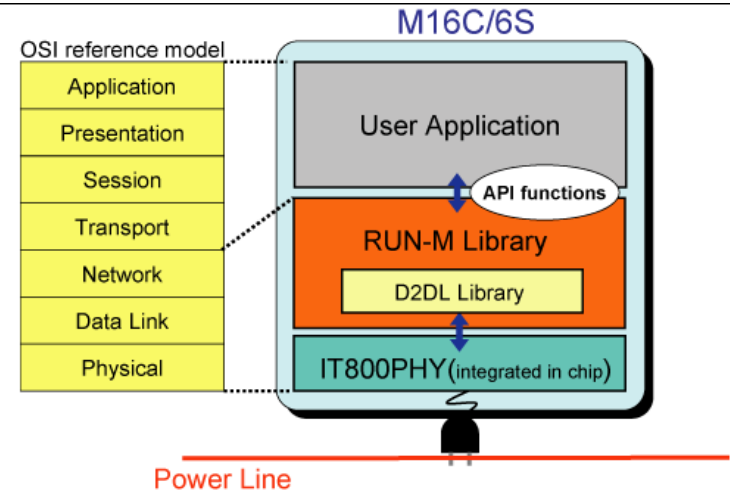 M16C/6S
OSI reference model
Application
Presentation
Session
Transport
Network
Data Link
Physical
User Application
API functions
RUN-M Library
D2DL Library
IT800PHY(integrated in chip)
Power Line